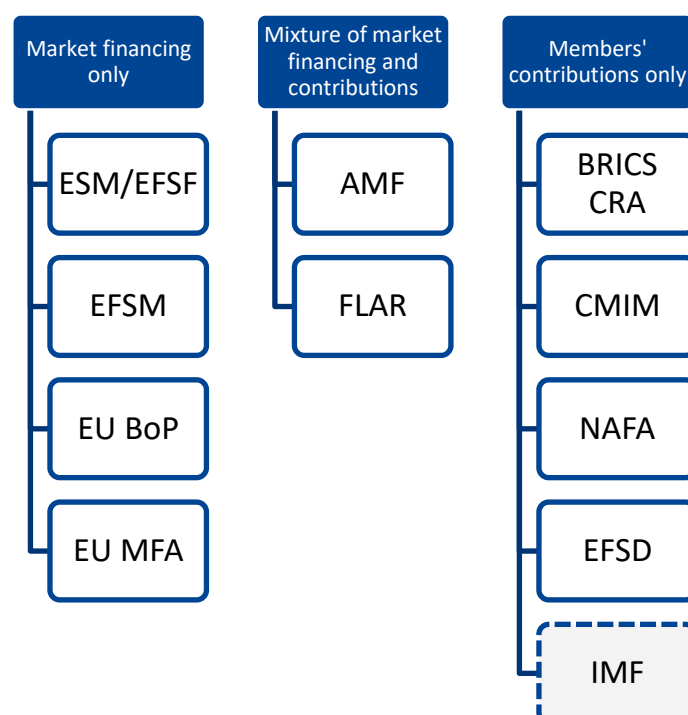 Market financing
only
ESM/EFSF
EFSM
EU BoP
EU MFA
Mixture of market
financing and
contributions
AMF
FLAR
Members'
contributions only
BRICS
CRA
CMIM
NAFA
EFSD
IMF